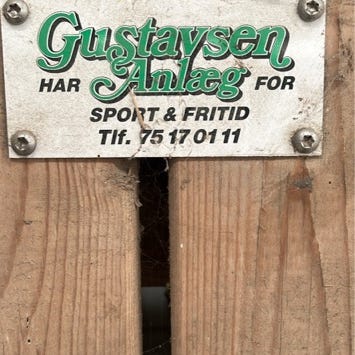 Gustavsen
HAR Anlæg FOR
SPORT & FRITID
Tlf. 75 17 01 11